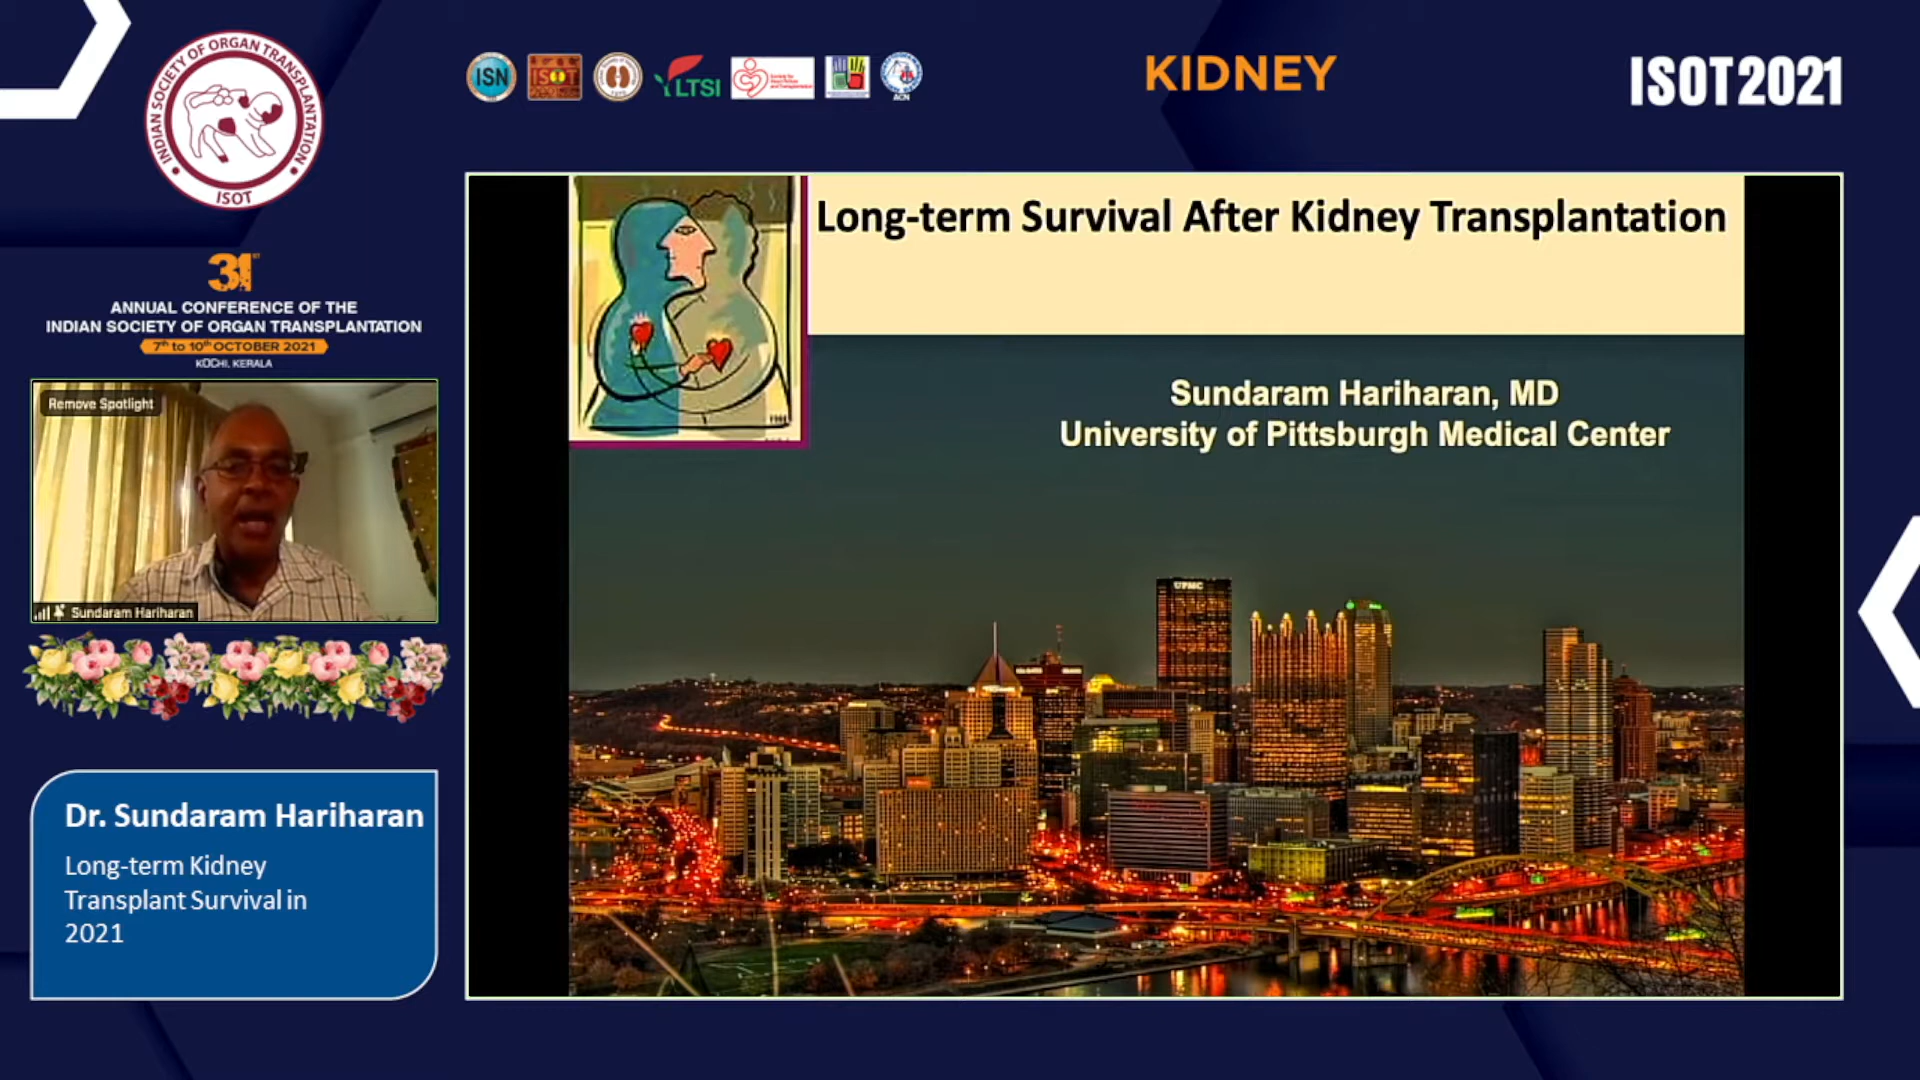 INDIAN SOCIETY OF ORGAN TRANSPLANTATION
ISOT
ISN
ISOT
LTSI
ACN
KIDNEY
ISOT2021
31ST
ANNUAL CONFERENCE OF THE
INDIAN SOCIETY OF ORGAN TRANSPLANTATION
7th to 10th OCTOBER 2021
KOCHI, KERALA
Remove Spotlight
Sundaram Hariharan
Dr. Sundaram Hariharan
Long-term Kidney
Transplant Survival in
2021
Long-term Survival After Kidney Transplantation
Sundaram Hariharan, MD
University of Pittsburgh Medical Center
UPMC